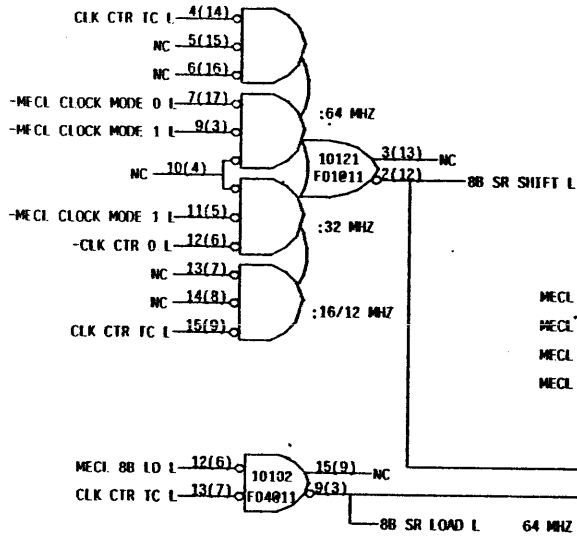 CLK CTR TC L 4(14)
NC 5(15)
NC 6(16)
-MECL CLOCK MODE 0 L 7(17)
:64 MHZ
-MECL CLOCK MODE 1 L 9(3)
10121 3(13) NC
NC 10(4)
F01@11 2(12) 8B SR SHIFT L
-MECL CLOCK MODE 1 L 11(5)
:32 MHZ
-CLK CTR 0 L 12(6)
NC 13(7)
NC 14(8)
MECL
:16/12 MHZ
CLK CTR TC L 15(9)
MECL
MECL
MECL
MECL 8B LD L 12(6)
10102 15(9) NC
CLK CTR TC L 13(7)
F04@11 9(3)
8B SR LOAD L 64 MHZ